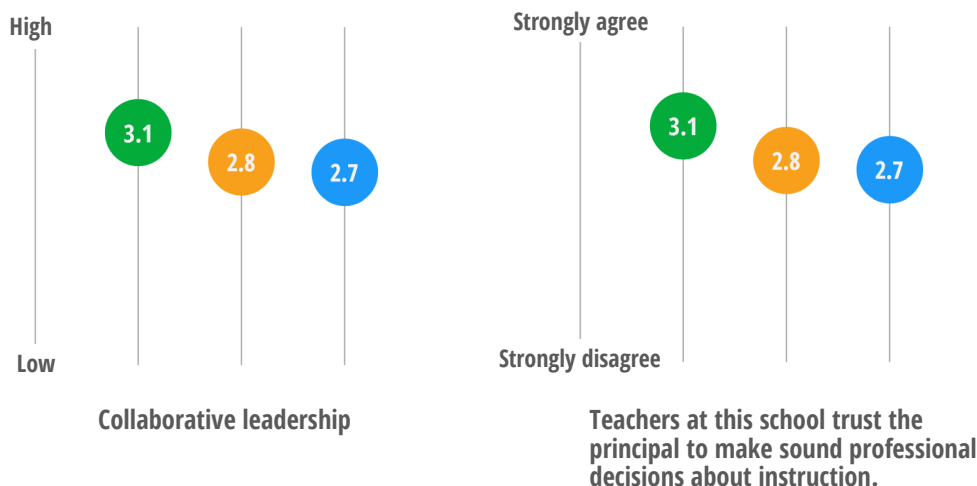 High
3.1
2.8
2.7
Low
Collaborative leadership
Strongly agree
3.1
2.8
2.7
Strongly disagree
Teachers at this school trust the
principal to make sound professional
decisions about instruction.